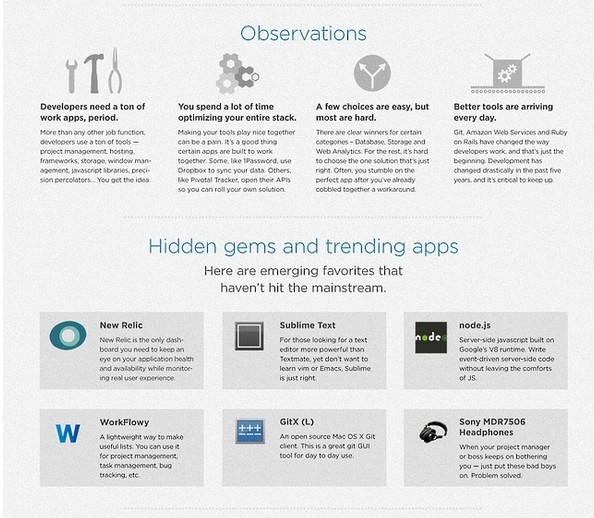 Observations
Developers need a ton of
work apps, period.
More than any other job function,
developers use a ton of tools —
project management, hosting,
frameworks, storage, window man-
agement, javascript libraries, preci-
sion percolators... You get the idea.
You spend a lot of time
optimizing your entire stack.
Making your tools play nice together
can be a pain. It's a good thing
certain apps are built to work
together. Some, like 1Password, use
Dropbox to sync your data. Others,
like Pivotal Tracker, open their APIs
so you can roll your own solution.
A few choices are easy, but
most are hard.
There are clear winners for certain
categories – Database, Storage and
Web Analytics. For the rest, it's hard
to choose the one solution that's just
right. Often, you stumble on the
perfect app after you've already
cobbled together a workaround.
Better tools are arriving
every day.
Git, Amazon Web Services and Ruby
on Rails have changed the way
developers work, and that's just the
beginning. Development has
changed drastically in the past five
years, and it's critical to keep up.
Hidden gems and trending apps
Here are emerging favorites that
haven't hit the mainstream.
New Relic
New Relic is the only dash-
board you need to keep an
eye on your application health
and availability while monitor-
ing real user experience.
Sublime Text
For those looking for a text
editor more powerful than
Textmate, yet don't want to
learn vim or Emacs, Sublime
is just right.
node
node.js
Server-side javascript built on
Google's V8 runtime. Write
event-driven server-side code
without leaving the comforts
of JS.
W
WorkFlowy
A lightweight way to make
useful lists. You can use it
for project management,
task management, bug
tracking, etc.
GitX (L)
An open source Mac OS X Git
client. This is a great git GUI
tool for day to day use.
Sony MDR7506
Headphones
When your project manager
or boss keeps on bothering
you — just put these bad boys
on. Problem solved.